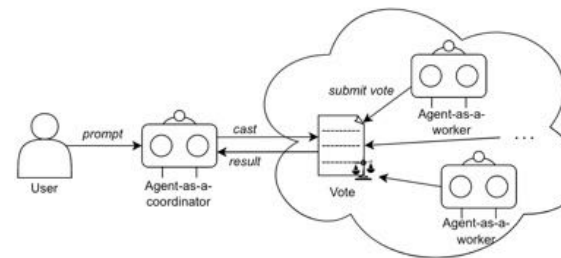 submit vote
Agent-as-a-
worker
prompt
cast
result
...
User
Agent-as-a-
coordinator
Vote
Agent-as-a-
worker